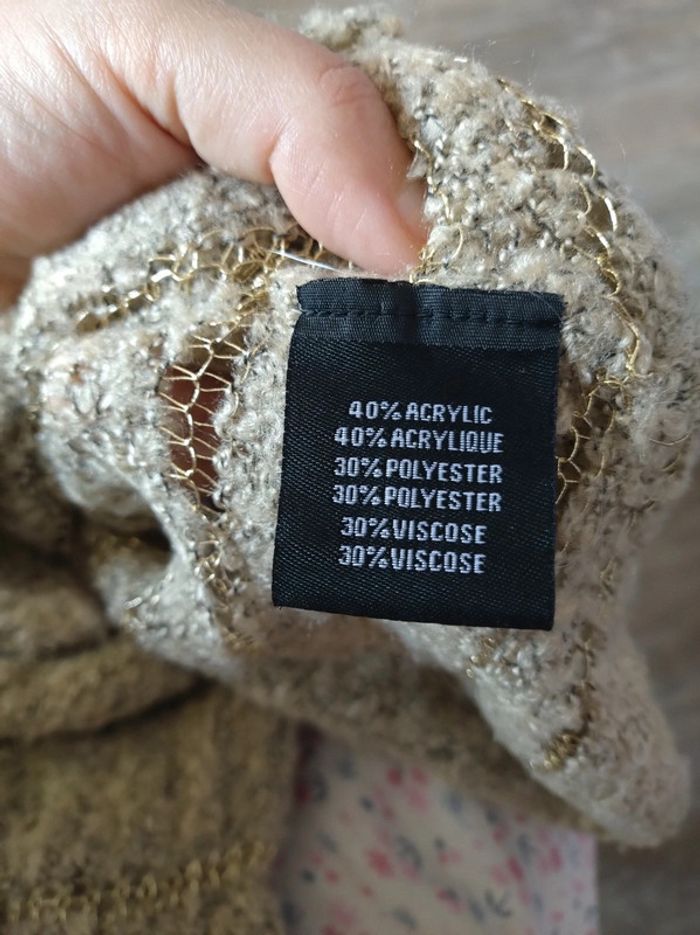 40% ACRYLIC
40% ACRYLIQUE
30% POLYESTER
30% POLYESTER
30% VISCOSE
30% VISCOSE